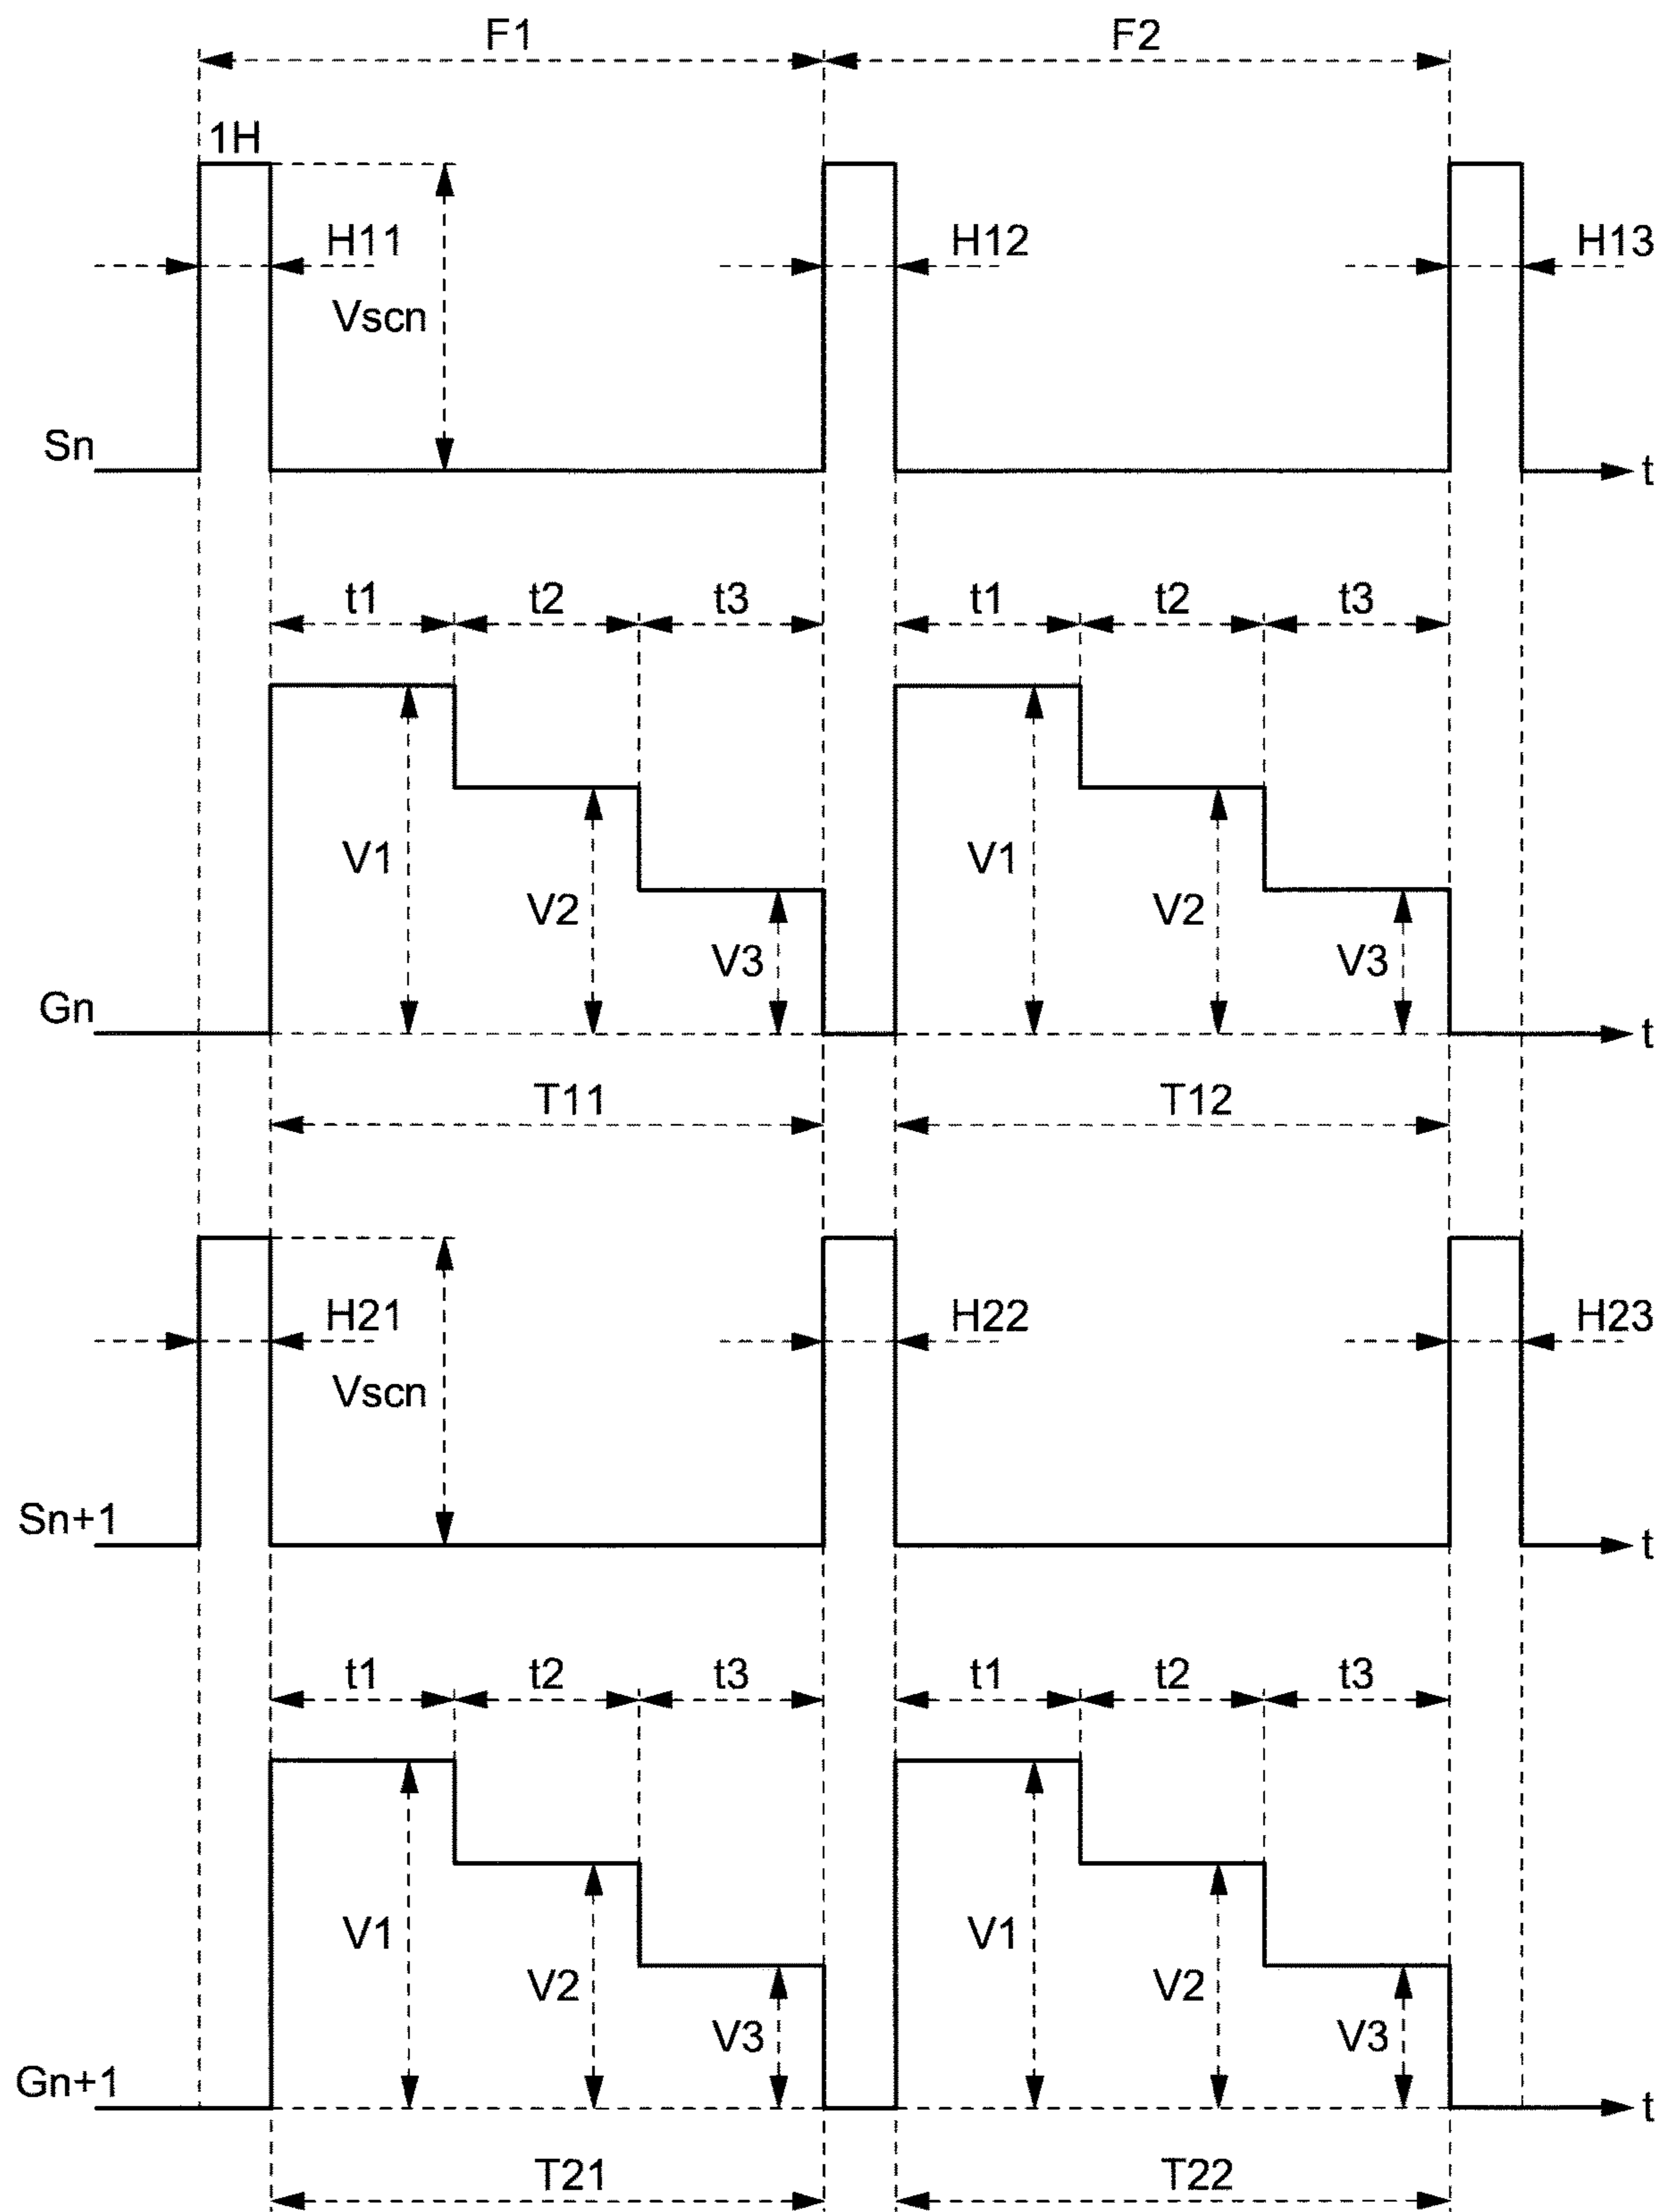 F1 F2
1H
H11 H12 H13
Vscn
Sn t
t1 t2 t3 t1 t2 t3
V1 V1
V2 V2
V3 V3
Gn t
T11 T12
H21 H22 H23
Vscn
Sn+1 t
t1 t2 t3 t1 t2 t3
V1 V1
V2 V2
V3 V3
Gn+1 t
T21 T22